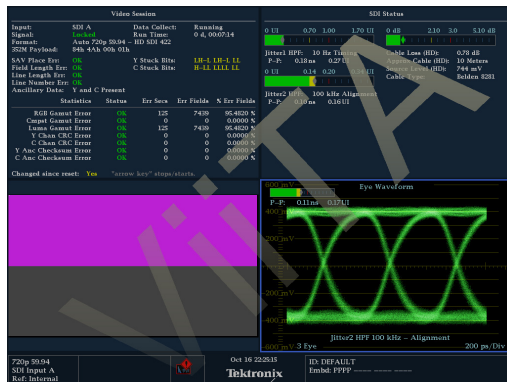 Video Session
Input: SDI A Data Collect: Running
Signal: Locked Run Time: 0 d, 00:07:14
Format: Auto 720p 59.94 – HD SDI 422
352M Payload: 84h 4Ah 00h 01h
SAV Place Err: OK Y Stuck Bits: LH-L LH-L LL
Field Length Err: OK C Stuck Bits: H-LL LLLL LL
Line Length Err: OK
Line Number Err: OK
Ancillary Data: Y and C Present
Statistics Status Err Secs Err Fields % Err Fields
RGB Gamut Error OK 125 7439 95.4820 %
Cmpst Gamut Error OK 0 0 0.0000 %
Luma Gamut Error OK 125 7439 95.4820 %
Y Chan CRC Error OK 0 0 0.0000 %
C Chan CRC Error OK 0 0 0.0000 %
Y Anc Checksum Error OK 0 0 0.0000 %
C Anc Checksum Error OK 0 0 0.0000 %
Changed since reset: Yes "arrow key" stops/starts.
SDI Status
0 UI 0.70 1.00 1.70 UI
0 dB 2.10 3.0 5.10 dB
Jitter1 HPF: 10 Hz Timing
P-P: 0.18ns 0.27UI
0 UI 0.14 0.20 0.34 UI
Jitter2 HPF: 100 kHz Alignment
P-P: 0.10ns 0.16UI
Cable Loss (HD): 0.78 dB
Approx Cable (HD): 10 Meters
Source Level (HD): 744 mV
Cable Type: Belden 8281
600 mV Eye Waveform
P-P: 0.11ns 0.17UI
400 mV
200 mV
-200 mV
-400 mV
Jitter2 HPF 100 kHz – Alignment
-600 mV 3 Eye 200 ps/Div
720p 59.94
SDI Input A
Ref: Internal
Oct 16 22:25:15
Tektronix
ID: DEFAULT
Embd: PPPP ---- ---- ----
ViTA